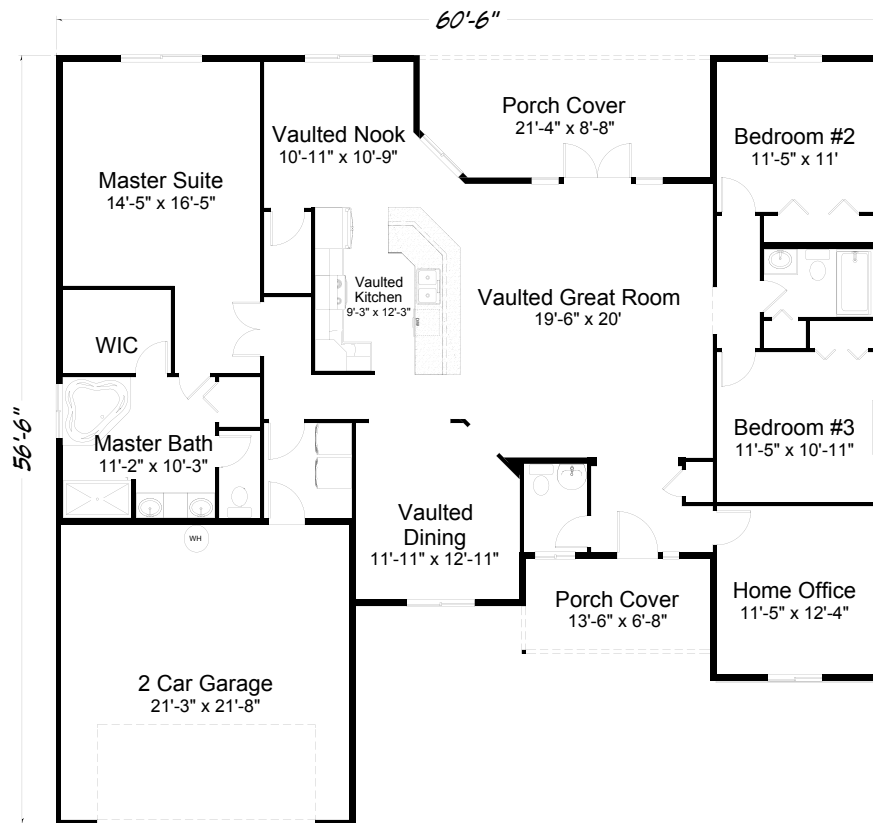 60'-6"
Porch Cover
21'-4" x 8'-8"
Vaulted Nook
10'-11" x 10'-9"
Bedroom #2
11'-5" x 11'
Master Suite
14'-5" x 16'-5"
Vaulted
Kitchen
9'-3" x 12'-3"
Vaulted Great Room
19'-6" x 20'
WIC
DW
56'-6"
Master Bath
11'-2" x 10'-3"
Bedroom #3
11'-5" x 10'-11"
Vaulted
Dining
11'-11" x 12'-11"
WH
Porch Cover
13'-6" x 6'-8"
Home Office
11'-5" x 12'-4"
2 Car Garage
21'-3" x 21'-8"